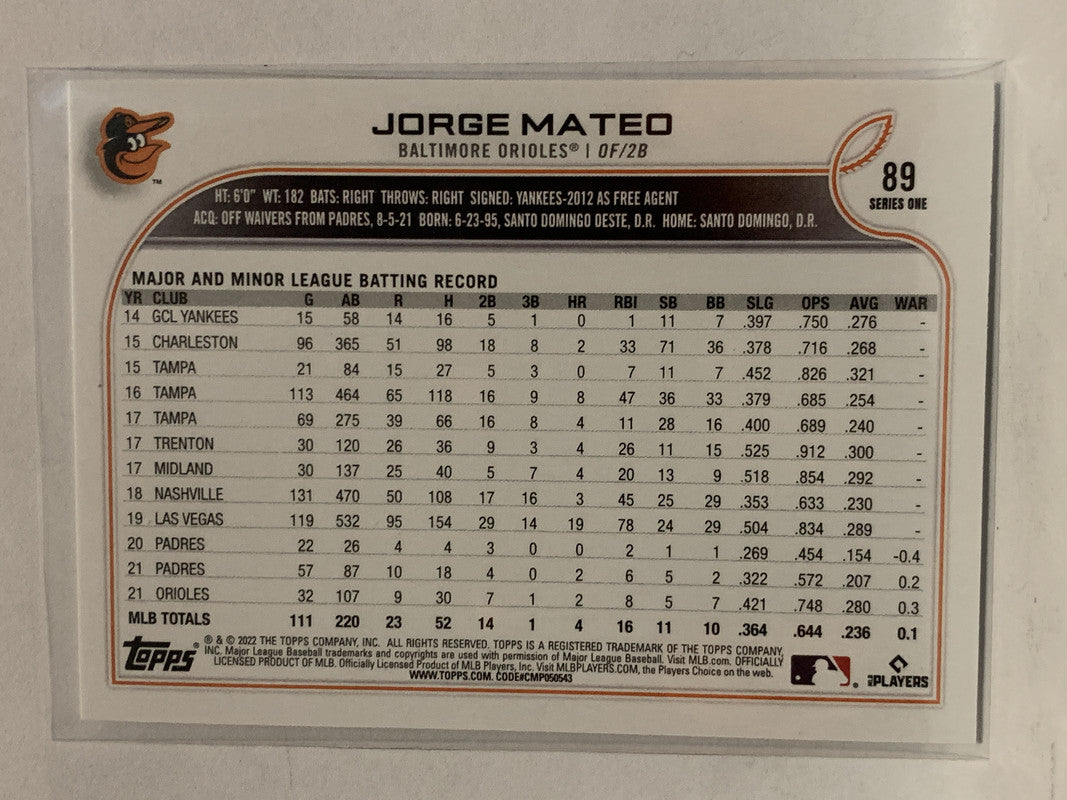 JORGE MATEO
BALTIMORE ORIOLES® | OF/2B
89
SERIES ONE
HT: 6'0" WT: 182 BATS: RIGHT THROWS: RIGHT SIGNED: YANKEES-2012 AS FREE AGENT
ACQ: OFF WAIVERS FROM PADRES, 8-5-21 BORN: 6-23-95, SANTO DOMINGO OESTE, D.R. HOME: SANTO DOMINGO, D.R.
MAJOR AND MINOR LEAGUE BATTING RECORD
YR CLUB G AB R H 2B 3B HR RBI SB BB SLG OPS AVG WAR
14 GCL YANKEES 15 58 14 16 5 1 0 1 11 7 .397 .750 .276 -
15 CHARLESTON 96 365 51 98 18 8 2 33 71 36 .378 .716 .268 -
15 TAMPA 21 84 15 27 5 3 0 7 11 7 .452 .826 .321 -
16 TAMPA 113 464 65 118 16 9 8 47 36 33 .379 .685 .254 -
17 TAMPA 69 275 39 66 16 8 4 11 28 16 .400 .689 .240 -
17 TRENTON 30 120 26 36 9 3 4 26 11 15 .525 .912 .300 -
17 MIDLAND 30 137 25 40 5 7 4 20 13 9 .518 .854 .292 -
18 NASHVILLE 131 470 50 108 17 16 3 45 25 29 .353 .633 .230 -
19 LAS VEGAS 119 532 95 154 29 14 19 78 24 29 .504 .834 .289 -
20 PADRES 22 26 4 4 3 0 0 2 1 1 .269 .454 .154 -0.4
21 PADRES 57 87 10 18 4 0 2 6 5 2 .322 .572 .207 0.2
21 ORIOLES 32 107 9 30 7 1 2 8 5 7 .421 .748 .280 0.3
MLB TOTALS 111 220 23 52 14 1 4 16 11 10 .364 .644 .236 0.1
Topps® ® & © 2022 THE TOPPS COMPANY, INC. ALL RIGHTS RESERVED. TOPPS IS A REGISTERED TRADEMARK OF THE TOPPS COMPANY,
INC. Major League Baseball trademarks and copyrights are used with permission of Major League Baseball. Visit MLB.com. OFFICIALLY
LICENSED PRODUCT OF MLB. Officially Licensed Product of MLB Players, Inc. Visit MLBPLAYERS.COM, the Players Choice on the web.
WWW.TOPPS.COM. CODE#CMP050543
MLB PLAYERS